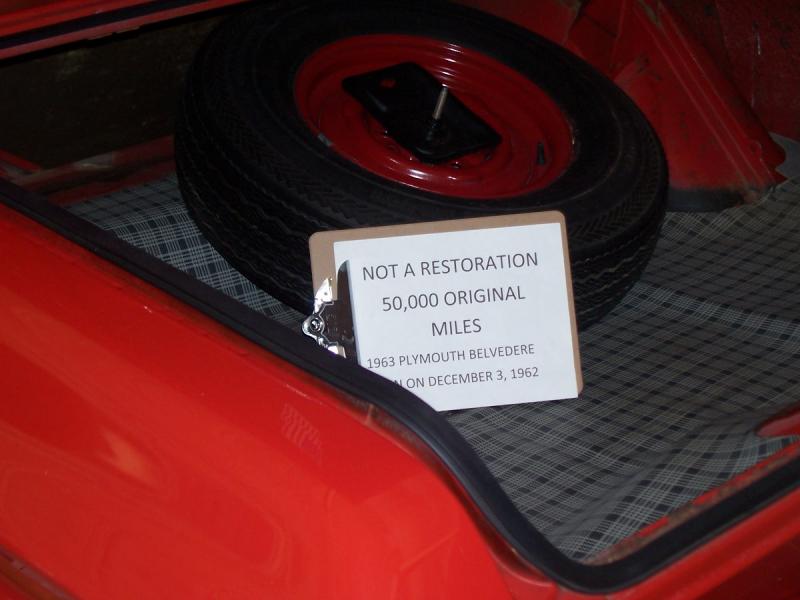 NOT A RESTORATION
50,000 ORIGINAL
MILES
1963 PLYMOUTH BELVEDERE
ON DECEMBER 3, 1962